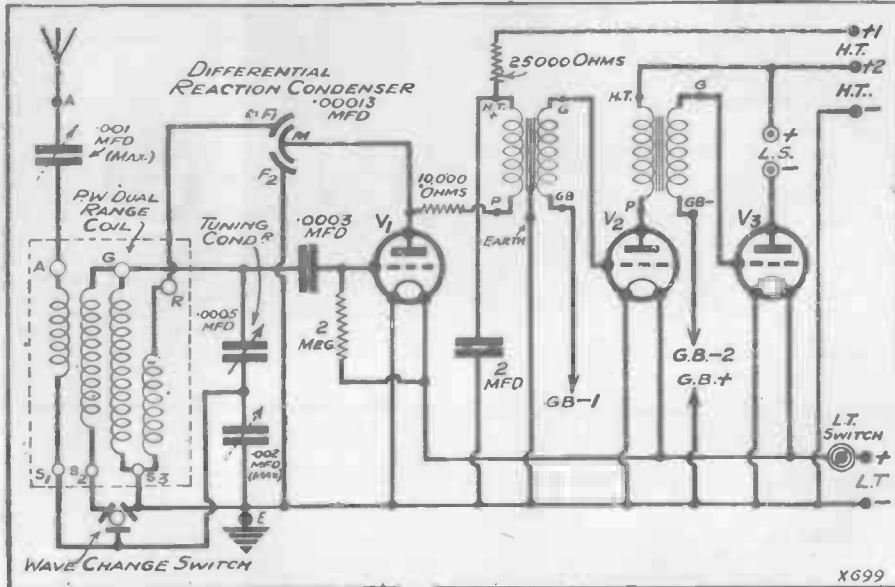 +1
H.T.
+2
H.T..
-
25000 OHMS
DIFFERENTIAL
REACTION CONDENSER
.00013
MFD
F1
M
F2
A
.001
MFD
(MAX.)
P.W. DUAL
RANGE
COIL
TUNING
CONDR
.0003
MFD
10,000
OHMS
H.T.
+
G
P
GB
EARTH
H.T.
G
P
GB-
+
L.S.
-
V1
V2
V3
A
G
R
.0005
MFD
2
MEG
2
MFD
GB-1
G.B.-2
G.B.+
.002
MFD
(MAX)
S1
S2
S3
E
L.T.
SWITCH
+
L.T
-
WAVE CHANGE SWITCH
X699